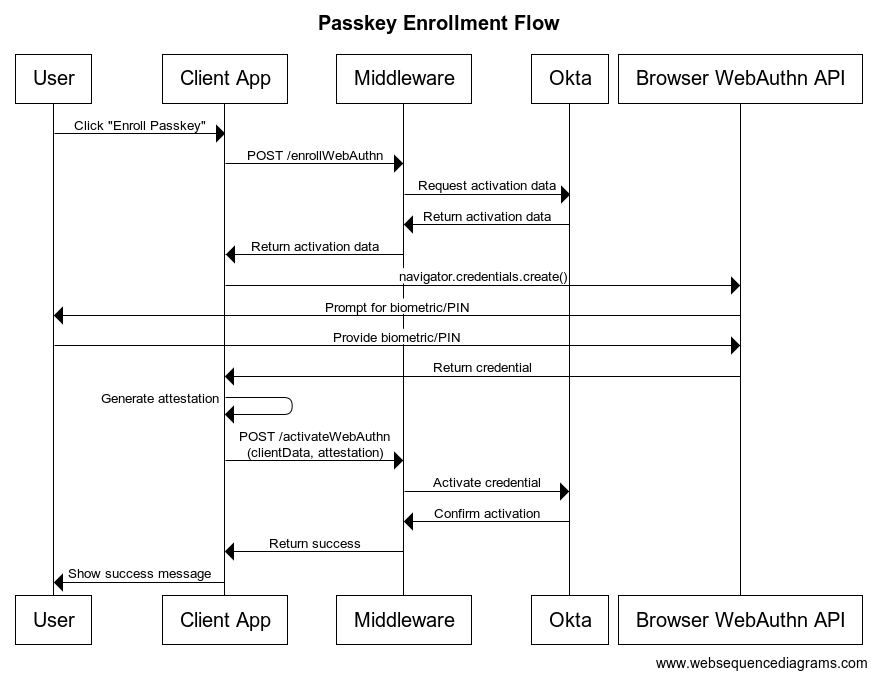 Passkey Enrollment Flow
User
Client App
Middleware
Okta
Browser WebAuthn API
Click "Enroll Passkey"
POST /enrollWebAuthn
Request activation data
Return activation data
Return activation data
navigator.credentials.create()
Prompt for biometric/PIN
Provide biometric/PIN
Return credential
Generate attestation
POST /activateWebAuthn
(clientData, attestation)
Activate credential
Confirm activation
Return success
Show success message
User
Client App
Middleware
Okta
Browser WebAuthn API
www.websequencediagrams.com